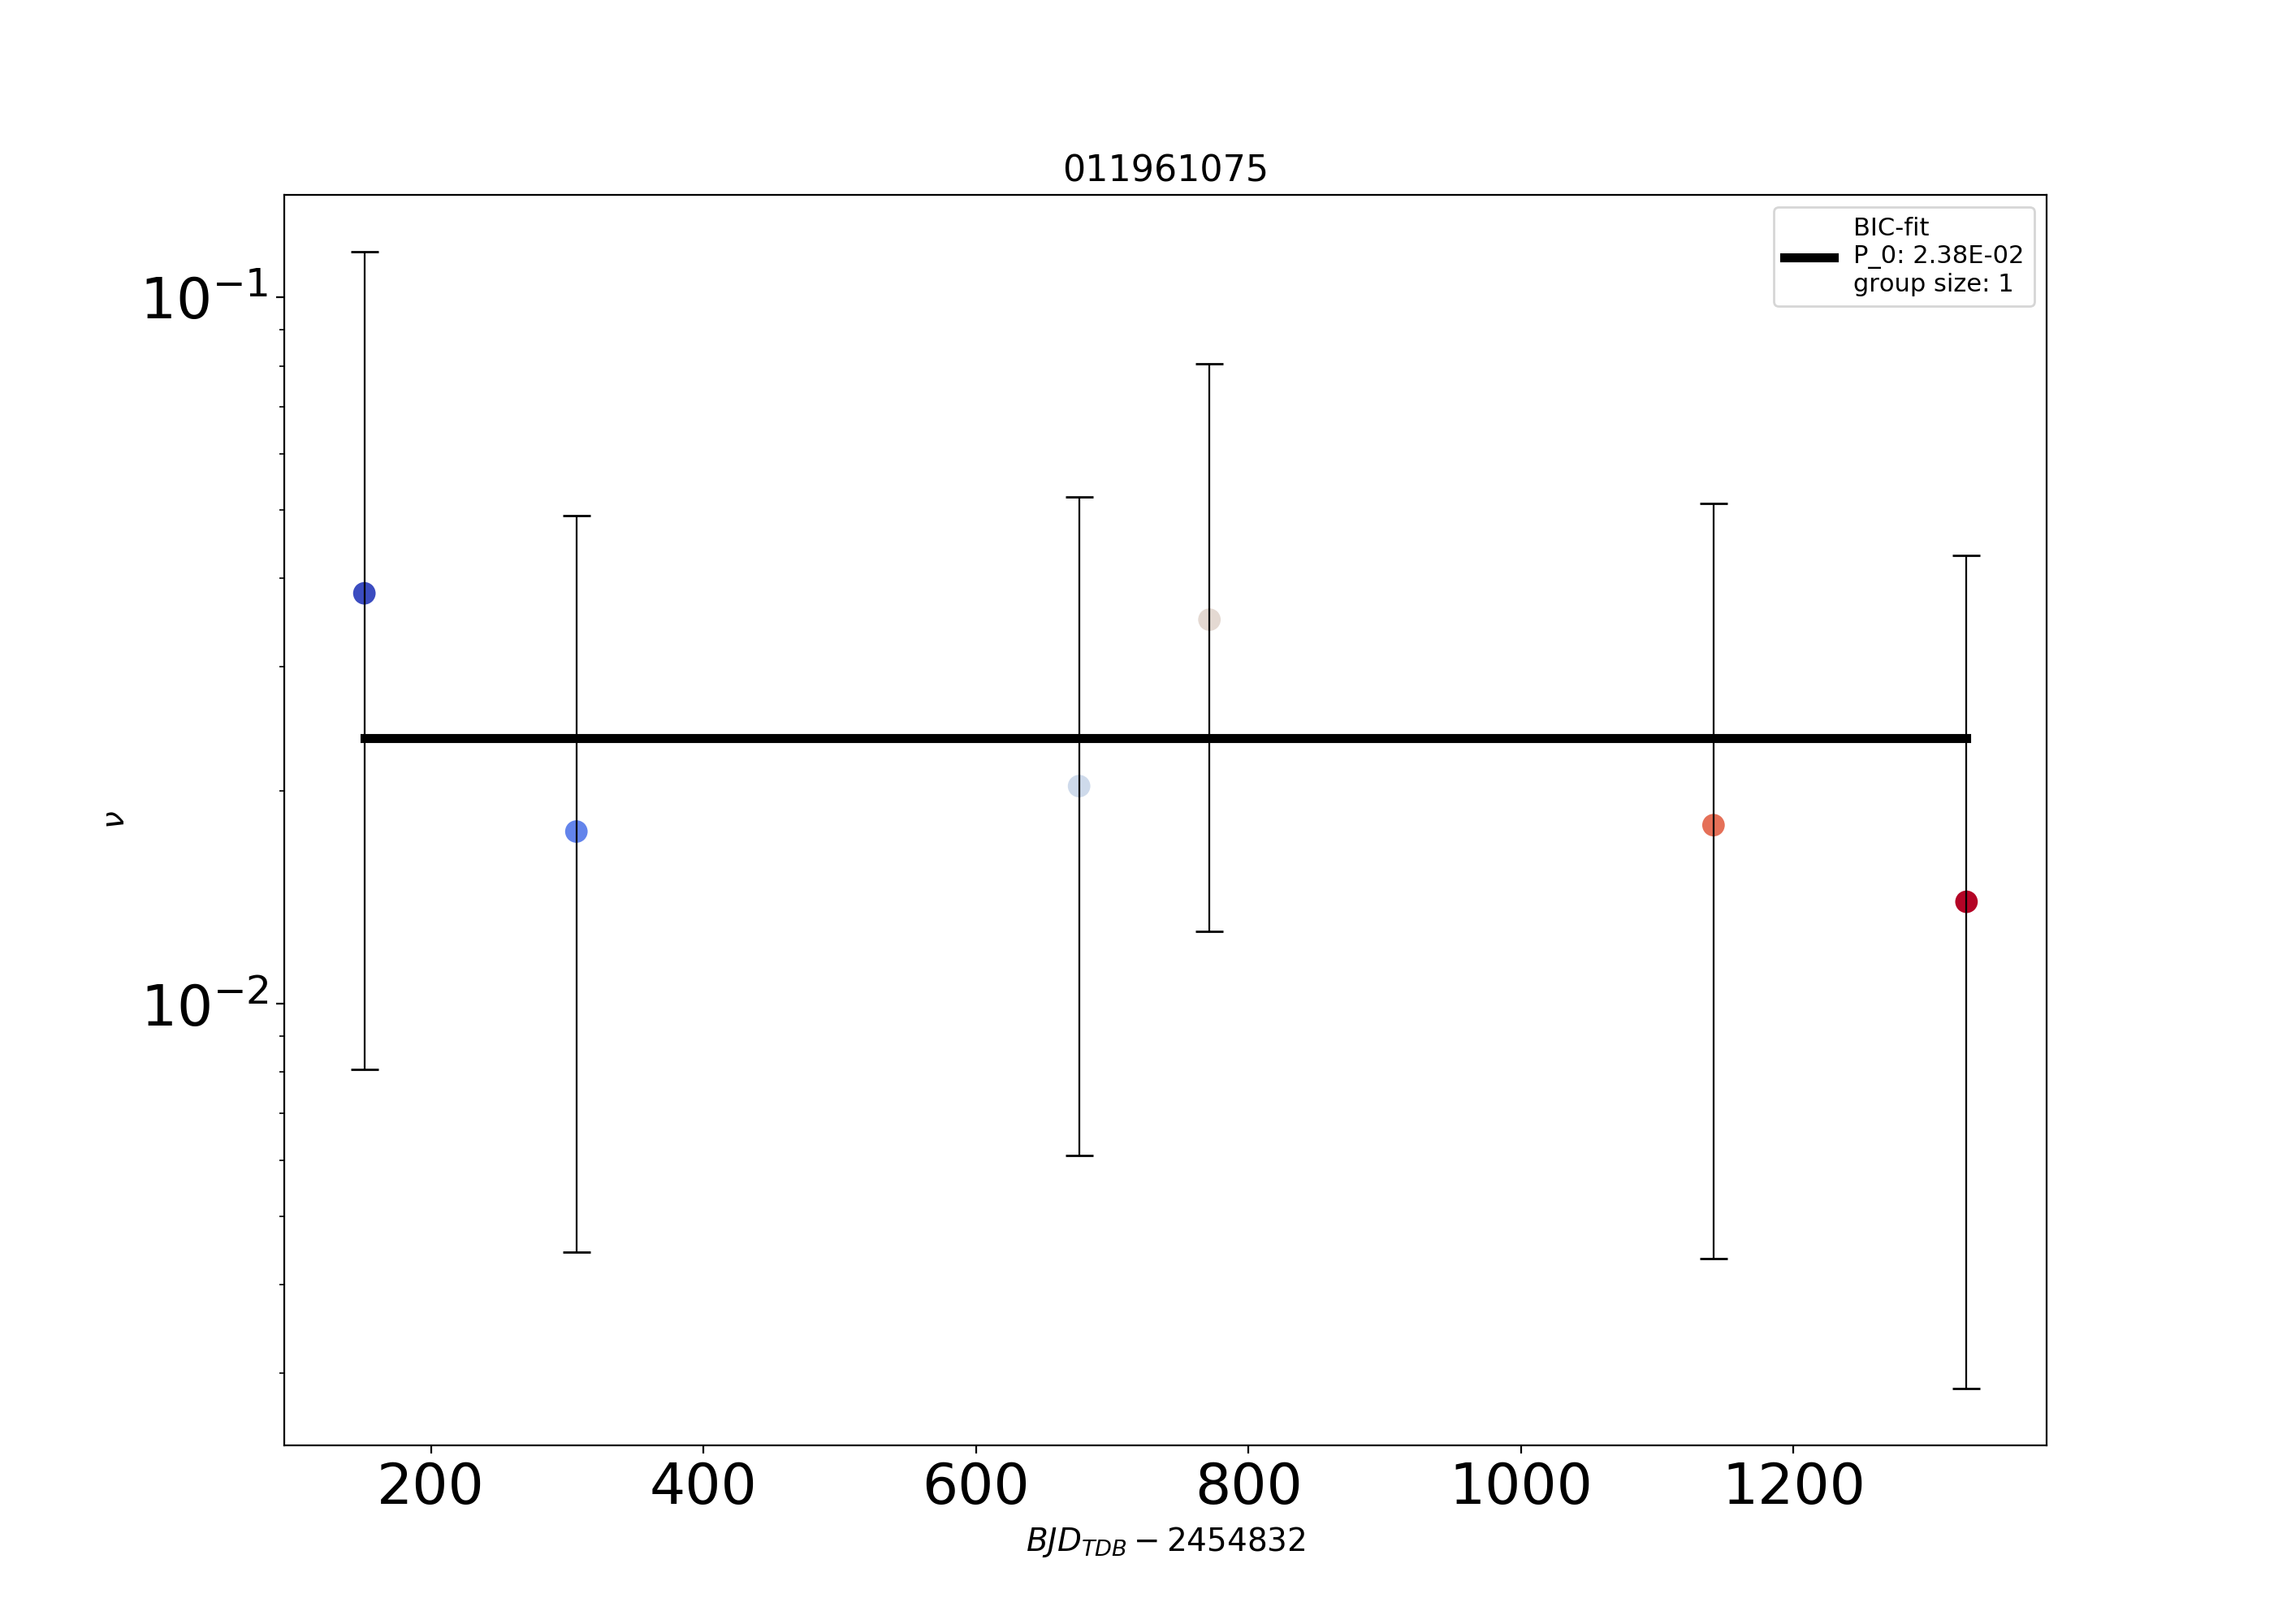 011961075
BIC-fit
P_0: 2.38E-02
group size: 1
10⁻¹
10⁻²
ν
200 400 600 800 1000 1200
BJD_TDB − 2454832